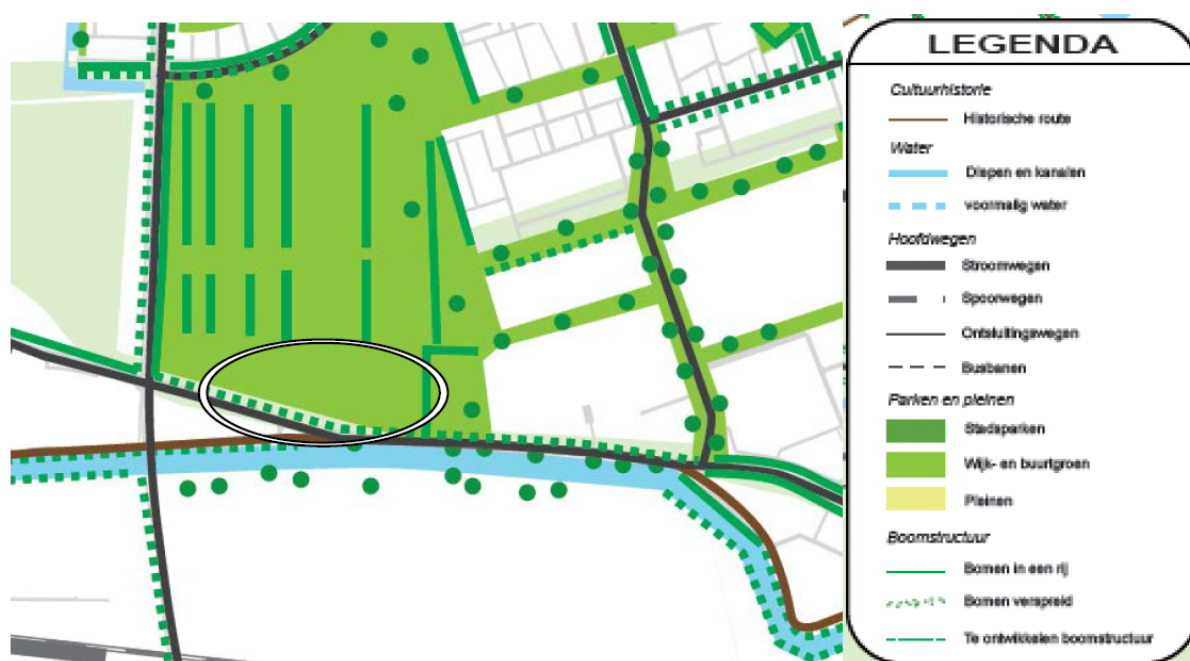 LEGENDA
Cultuurhistorie
Historische route
Water
Diepen en kanalen
voormalig water
Hoofdwegen
Stroomwegen
Spoorwegen
Ontsluitingswegen
Busbanen
Parken en pleinen
Stadsparken
Wijk- en buurtgroen
Pleinen
Boomstructuur
Bomen in een rij
Bomen verspreid
Te ontwikkelen boomstructuur